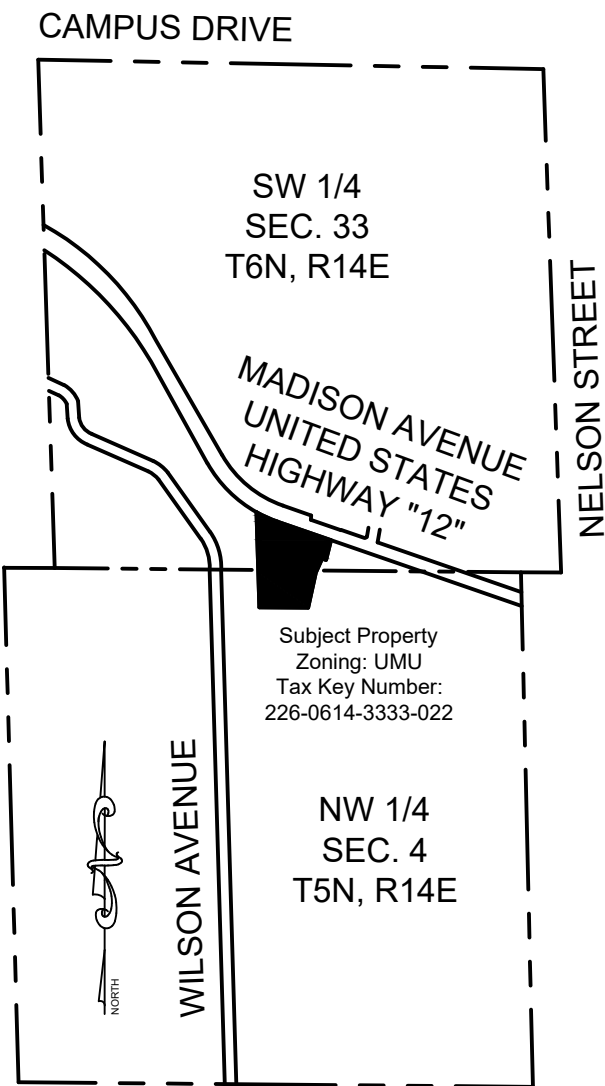 CAMPUS DRIVE
SW 1/4
SEC. 33
T6N, R14E
MADISON AVENUE
UNITED STATES
HIGHWAY "12"
NELSON STREET
Subject Property
Zoning: UMU
Tax Key Number:
226-0614-3333-022
WILSON AVENUE
NW 1/4
SEC. 4
T5N, R14E
NORTH